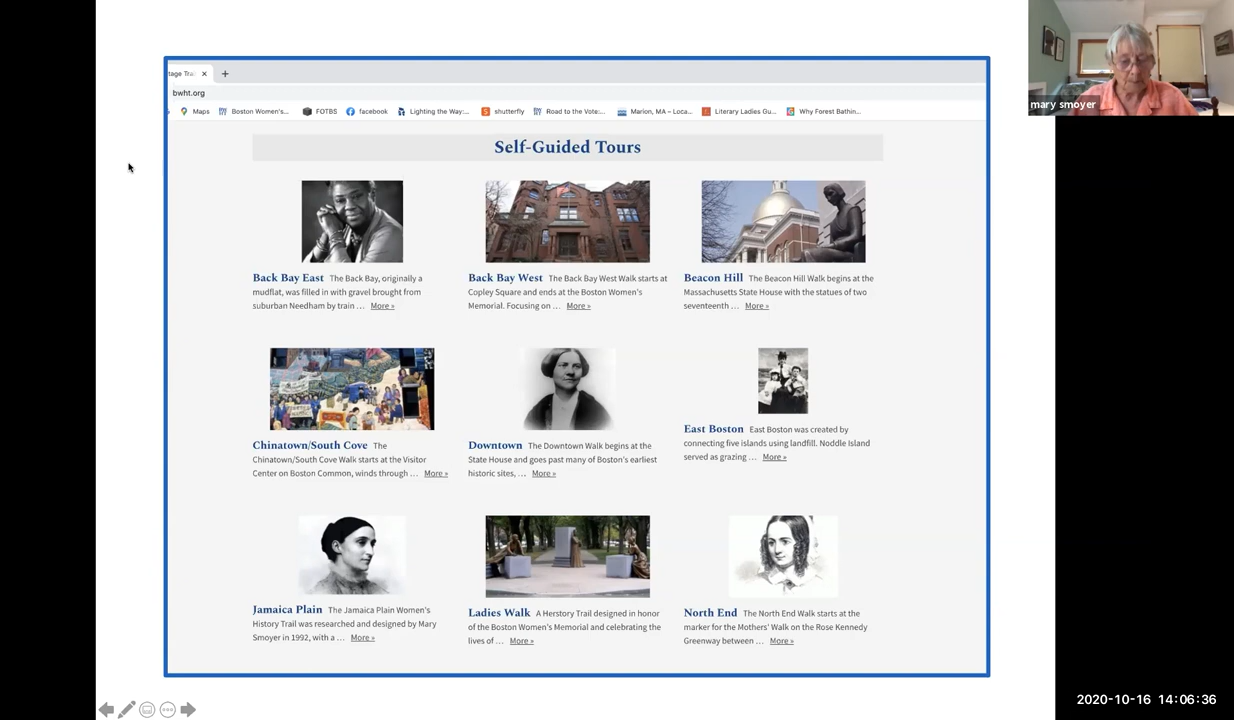 mary smoyer
tage Tra
bwht.org
Maps Boston Women's... FOTBS facebook Lighting the Way:... shutterfly Road to the Vote:... Marion, MA – Loca... Literary Ladies Gu... Why Forest Bathin...
Self-Guided Tours
Back Bay East The Back Bay, originally a
mudflat, was filled in with gravel brought from
suburban Needham by train … More »
Back Bay West The Back Bay West Walk starts at
Copley Square and ends at the Boston Women's
Memorial. Focusing on … More »
Beacon Hill The Beacon Hill Walk begins at the
Massachusetts State House with the statues of two
seventeenth … More »
Chinatown/South Cove The
Chinatown/South Cove Walk starts at the Visitor
Center on Boston Common, winds through … More »
Downtown The Downtown Walk begins at the
State House and goes past many of Boston's earliest
historic sites, … More »
East Boston East Boston was created by
connecting five islands using landfill. Noddle Island
served as grazing … More »
Jamaica Plain The Jamaica Plain Women's
History Trail was researched and designed by Mary
Smoyer in 1992, with a … More »
Ladies Walk A Herstory Trail designed in honor
of the Boston Women's Memorial and celebrating the
lives of … More »
North End The North End Walk starts at the
marker for the Mothers' Walk on the Rose Kennedy
Greenway between … More »
2020-10-16 14:06:36